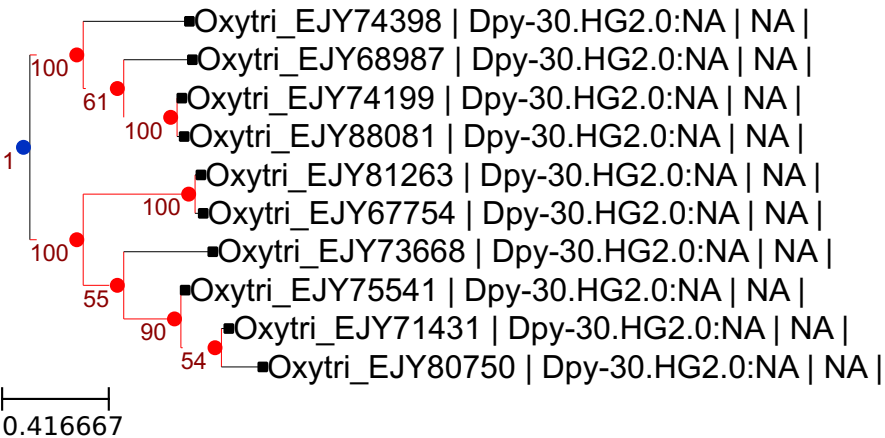 Oxytri_EJY74398 | Dpy-30.HG2.0:NA | NA |
100
Oxytri_EJY68987 | Dpy-30.HG2.0:NA | NA |
61
Oxytri_EJY74199 | Dpy-30.HG2.0:NA | NA |
100
Oxytri_EJY88081 | Dpy-30.HG2.0:NA | NA |
1
Oxytri_EJY81263 | Dpy-30.HG2.0:NA | NA |
100
Oxytri_EJY67754 | Dpy-30.HG2.0:NA | NA |
100
Oxytri_EJY73668 | Dpy-30.HG2.0:NA | NA |
55
Oxytri_EJY75541 | Dpy-30.HG2.0:NA | NA |
90
Oxytri_EJY71431 | Dpy-30.HG2.0:NA | NA |
54
Oxytri_EJY80750 | Dpy-30.HG2.0:NA | NA |
0.416667